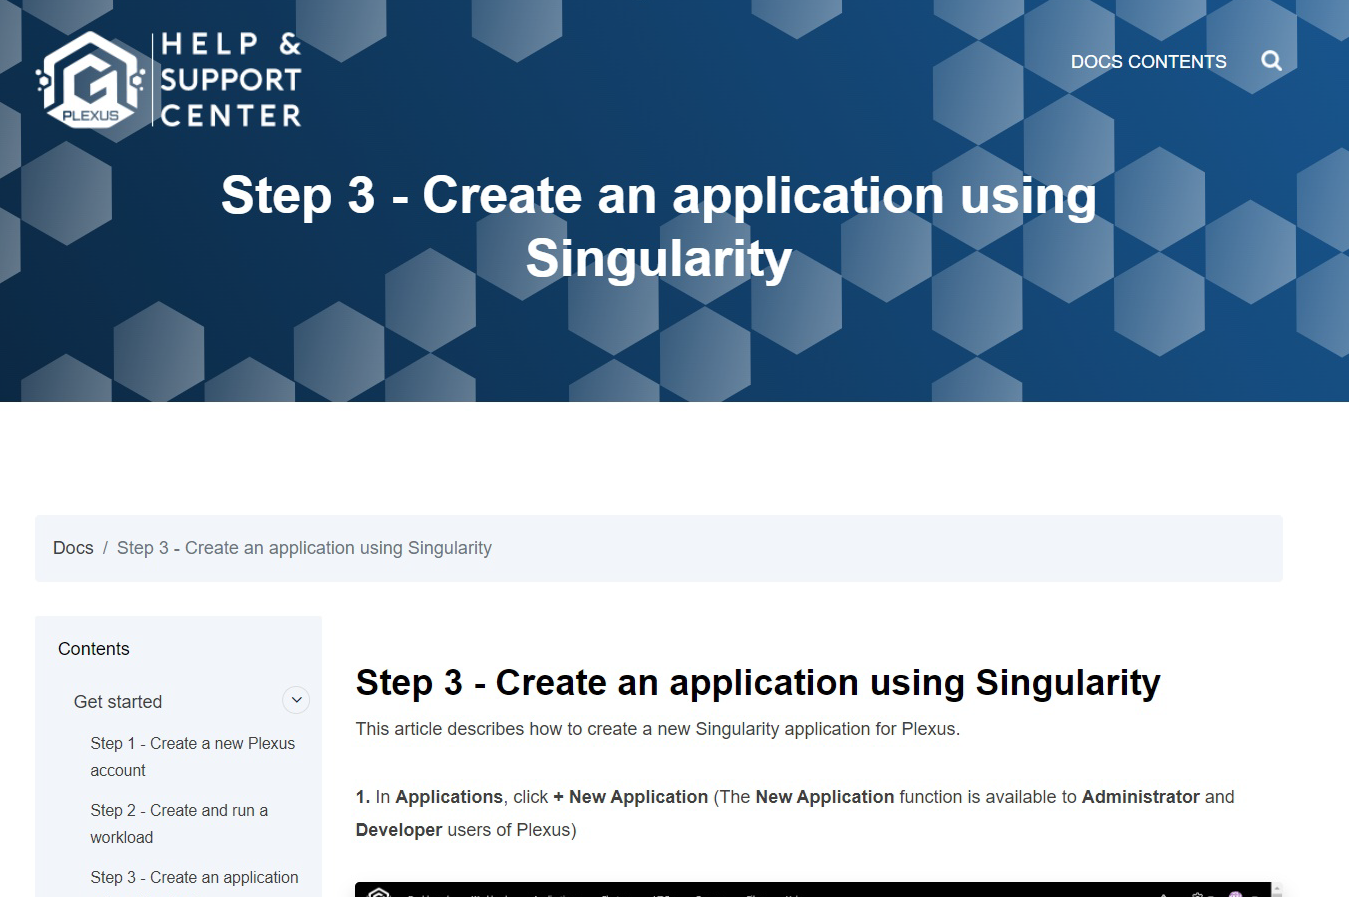 HELP &
SUPPORT
CENTER
PLEXUS
DOCS CONTENTS
Step 3 - Create an application using
Singularity
Docs / Step 3 - Create an application using Singularity
Contents
Get started
Step 1 - Create a new Plexus
account
Step 2 - Create and run a
workload
Step 3 - Create an application
Step 3 - Create an application using Singularity
This article describes how to create a new Singularity application for Plexus.
1. In Applications, click + New Application (The New Application function is available to Administrator and
Developer users of Plexus)